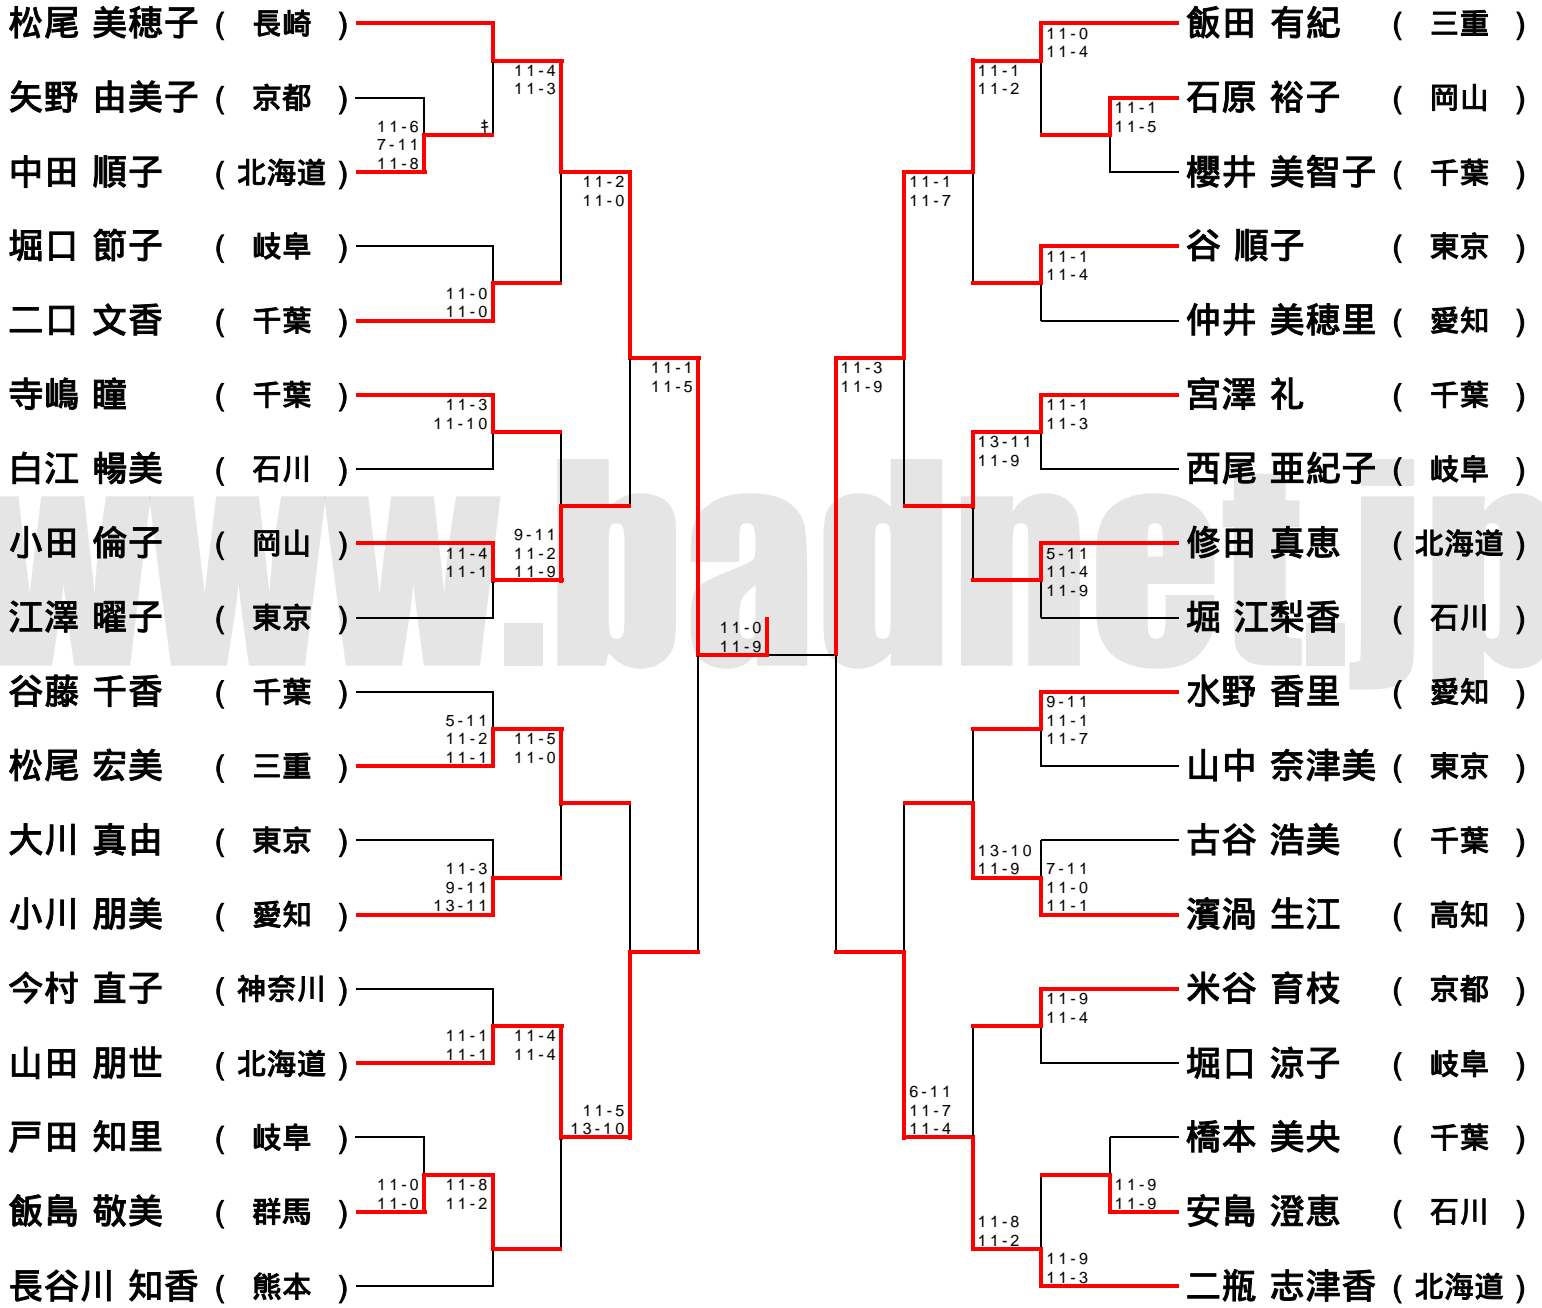 松尾 美穂子 ( 長崎 )
矢野 由美子 ( 京都 )
中田 順子 ( 北海道 )
堀口 節子 ( 岐阜 )
二口 文香 ( 千葉 )
寺嶋 瞳 ( 千葉 )
白江 暢美 ( 石川 )
小田 倫子 ( 岡山 )
江澤 曜子 ( 東京 )
谷藤 千香 ( 千葉 )
松尾 宏美 ( 三重 )
大川 真由 ( 東京 )
小川 朋美 ( 愛知 )
今村 直子 ( 神奈川 )
山田 朋世 ( 北海道 )
戸田 知里 ( 岐阜 )
飯島 敬美 ( 群馬 )
長谷川 知香 ( 熊本 )
11-6
7-11
11-8
11-0
11-0
11-4
11-3
キ
11-0
11-0
11-3
11-10
11-4
11-1
5-11
11-2
11-1
11-3
9-11
13-11
11-1
11-1
11-8
11-2
9-11
11-2
11-9
11-5
11-0
11-4
11-4
11-2
11-0
11-5
13-10
11-1
11-5
11-0
11-9
11-3
11-9
11-1
11-7
6-11
11-7
11-4
11-1
11-2
13-11
11-9
13-10
11-9
11-8
11-2
11-0
11-4
11-1
11-4
11-1
11-3
5-11
11-4
11-9
9-11
11-1
11-7
7-11
11-0
11-1
11-9
11-4
11-9
11-3
11-1
11-5
11-9
11-9
飯田 有紀 ( 三重 )
石原 裕子 ( 岡山 )
櫻井 美智子 ( 千葉 )
谷 順子 ( 東京 )
仲井 美穂里 ( 愛知 )
宮澤 礼 ( 千葉 )
西尾 亜紀子 ( 岐阜 )
修田 真恵 ( 北海道 )
堀 江梨香 ( 石川 )
水野 香里 ( 愛知 )
山中 奈津美 ( 東京 )
古谷 浩美 ( 千葉 )
濱渦 生江 ( 高知 )
米谷 育枝 ( 京都 )
堀口 涼子 ( 岐阜 )
橋本 美央 ( 千葉 )
安島 澄恵 ( 石川 )
二瓶 志津香 ( 北海道 )
www.badnet.jp